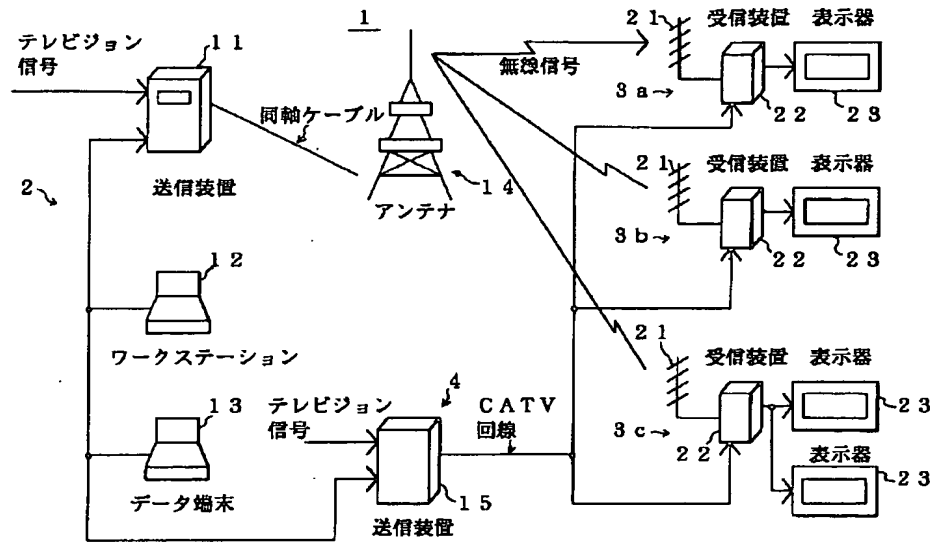 テレビジョン
信号
11
送信装置
同軸ケーブル
1
アンテナ
14
無線信号
2
12
ワークステーション
13
データ端末
テレビジョン
信号
4
CATV
回線
15
送信装置
21
受信装置
表示器
3a
22
23
21
受信装置
表示器
3b
22
23
21
受信装置
表示器
3c
22
23
表示器
23